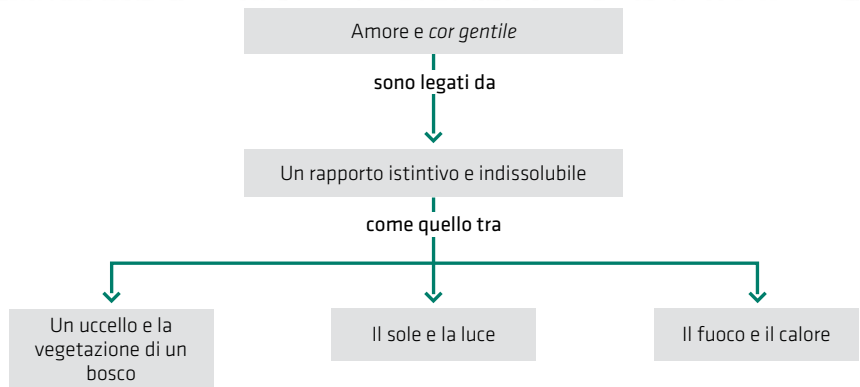 Amore e cor gentile
sono legati da
Un rapporto istintivo e indissolubile
come quello tra
Un uccello e la
vegetazione di un
bosco
Il sole e la luce
Il fuoco e il calore